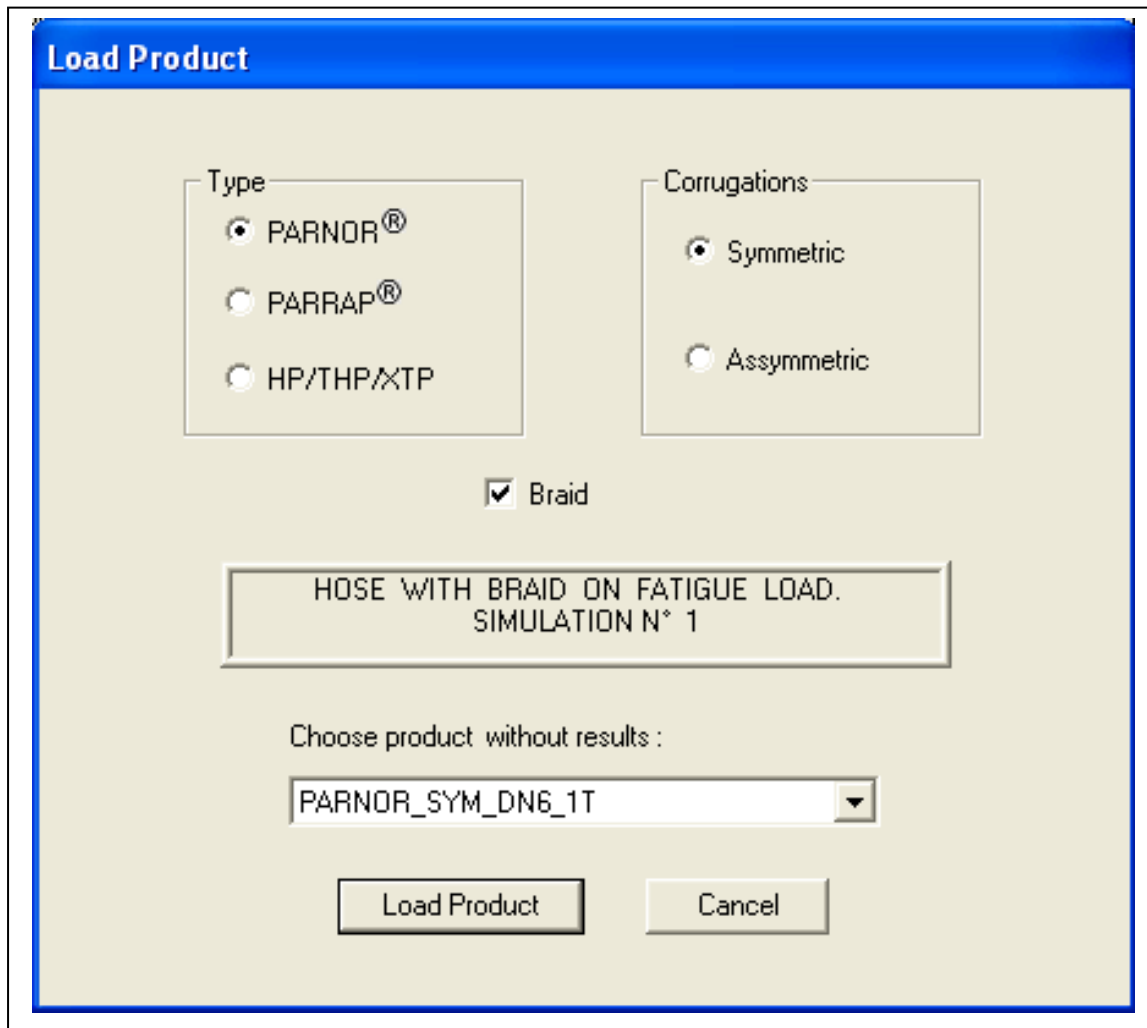 Load Product
Type
PARNOR®
PARRAP®
HP/THP/XTP
Corrugations
Symmetric
Assymmetric
Braid
HOSE WITH BRAID ON FATIGUE LOAD.
SIMULATION N° 1
Choose product without results :
PARNOR_SYM_DN6_1T
Load Product
Cancel